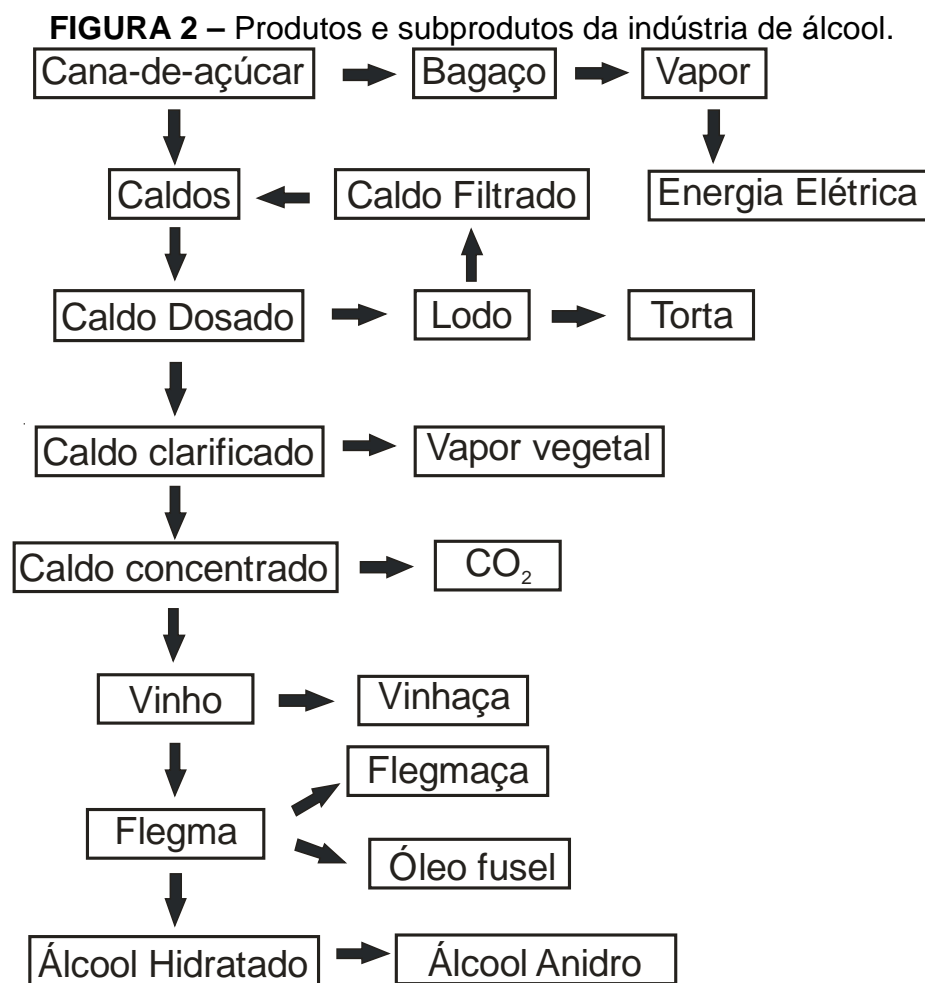 FIGURA 2 – Produtos e subprodutos da indústria de álcool.
Cana-de-açúcar
Bagaço
Vapor
Caldos
Caldo Filtrado
Energia Elétrica
Caldo Dosado
Lodo
Torta
Caldo clarificado
Vapor vegetal
Caldo concentrado
CO₂
Vinho
Vinhaça
Flegmaça
Flegma
Óleo fusel
Álcool Hidratado
Álcool Anidro